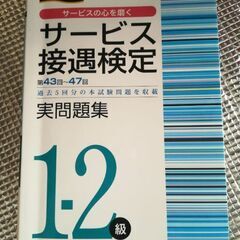 サービスの心を磨く
サービス
接遇検定
第43回〜47回
過去5回分の本試験問題を収載
実問題集
1-2級